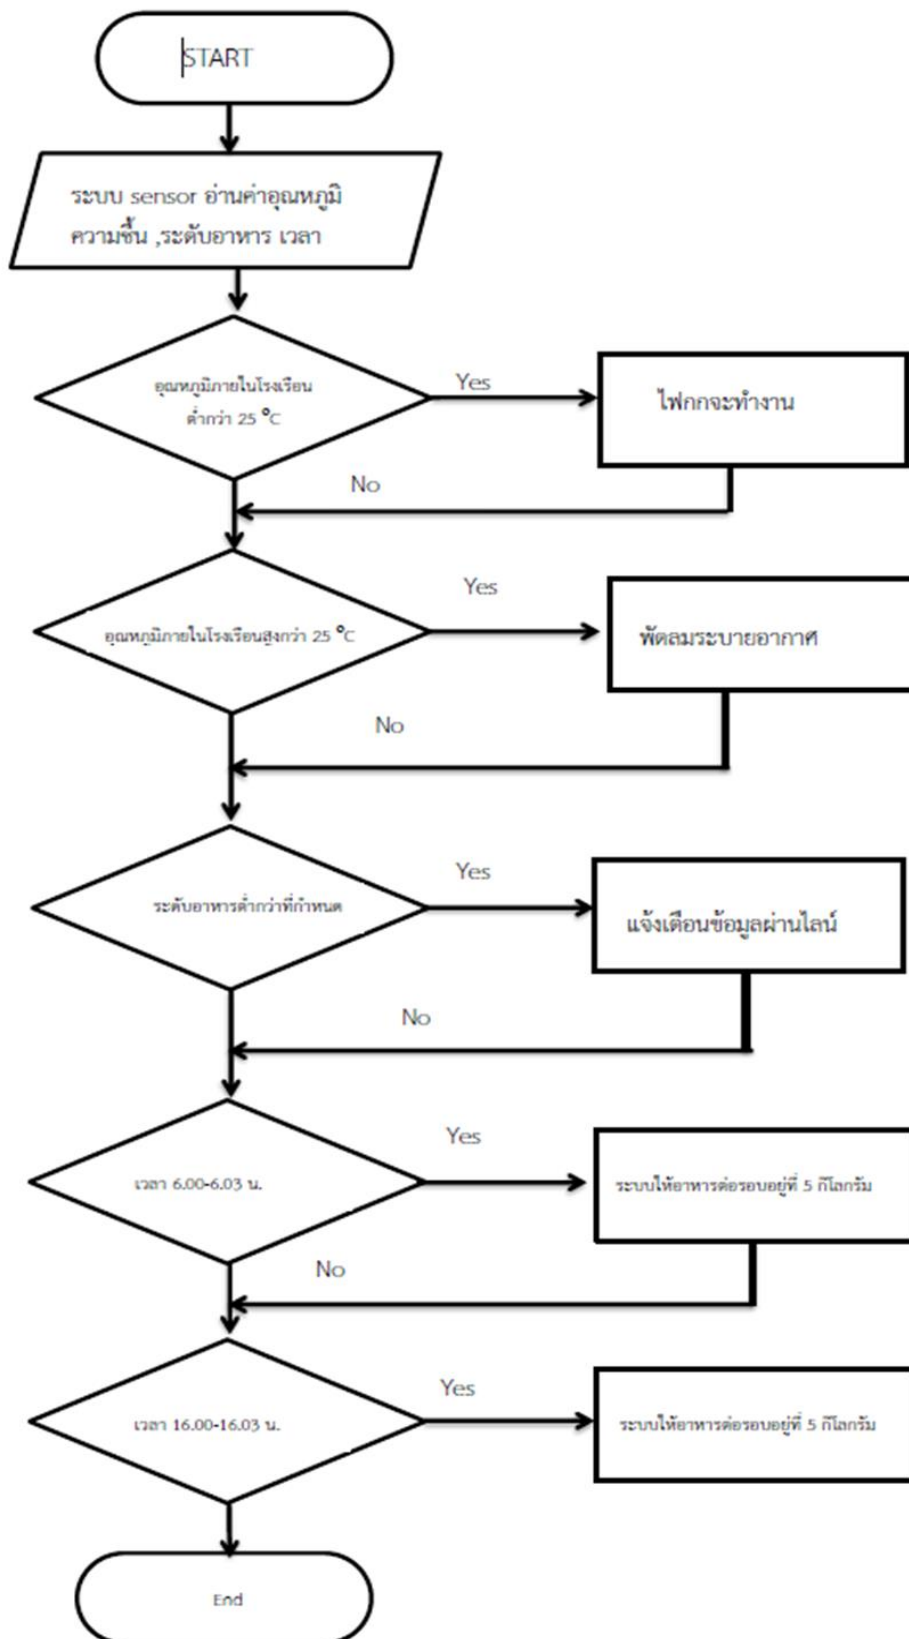 START
ระบบ sensor อ่านค่าอุณหภูมิ
ความชื้น ,ระดับอาหาร เวลา
อุณหภูมิภายในโรงเรือน
ต่ำกว่า 25 °C
Yes
ไฟกกจะทำงาน
No
อุณหภูมิภายในโรงเรือนสูงกว่า 25 °C
Yes
พัดลมระบายอากาศ
No
ระดับอาหารต่ำกว่าที่กำหนด
Yes
แจ้งเตือนข้อมูลผ่านไลน์
No
เวลา 6.00-6.03 น.
Yes
ระบบให้อาหารต่อรอบอยู่ที่ 5 กิโลกรัม
No
เวลา 16.00-16.03 น.
Yes
ระบบให้อาหารต่อรอบอยู่ที่ 5 กิโลกรัม
End